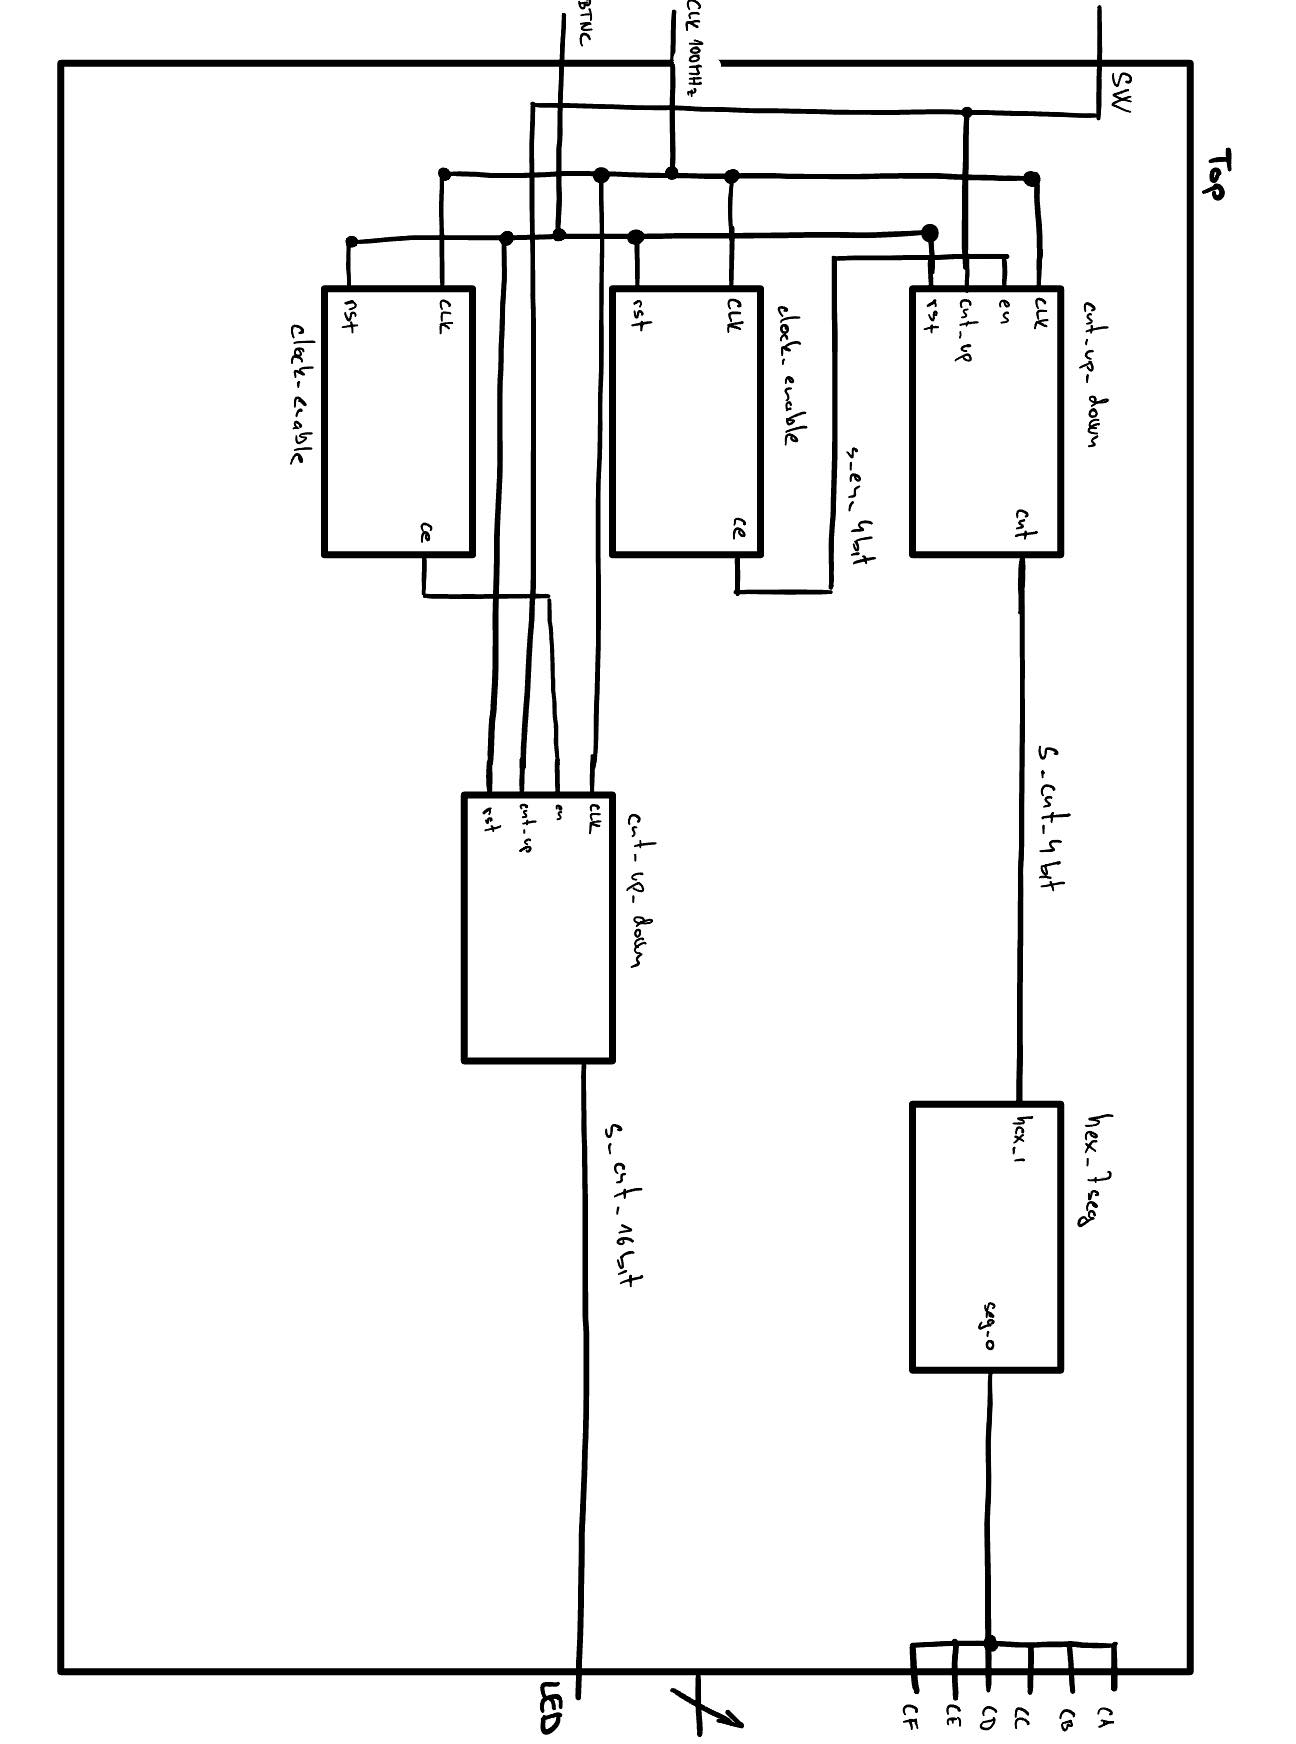 Top
SW
cnt_up_down
CLK
en
cnt_up
rst
cnt
s_cnt_4bit
hex_7seg
hex_i
seg_o
CA
CB
CC
CD
CE
CF
s_en_4bit
clock_enable
CLK
ce
rst
CLK 100MHz
BTNC
cnt_up_down
CLK
en
cnt_up
rst
s_cnt_16bit
LED
CLK
ce
rst
clock_enable